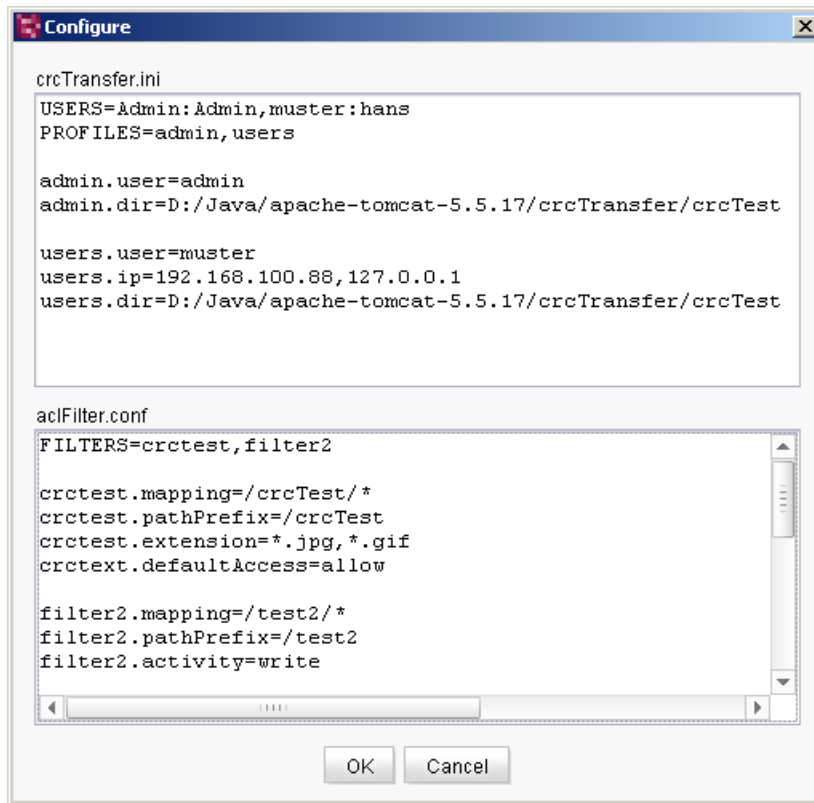 Configure
crcTransfer.ini
USERS=Admin:Admin,muster:hans
PROFILES=admin,users
admin.user=admin
admin.dir=D:/Java/apache-tomcat-5.5.17/crcTransfer/crcTest
users.user=muster
users.ip=192.168.100.88,127.0.0.1
users.dir=D:/Java/apache-tomcat-5.5.17/crcTransfer/crcTest
aclFilter.conf
FILTERS=crctest,filter2
crctest.mapping=/crcTest/*
crctest.pathPrefix=/crcTest
crctest.extension=*.jpg,*.gif
crctext.defaultAccess=allow
filter2.mapping=/test2/*
filter2.pathPrefix=/test2
filter2.activity=write
OK Cancel